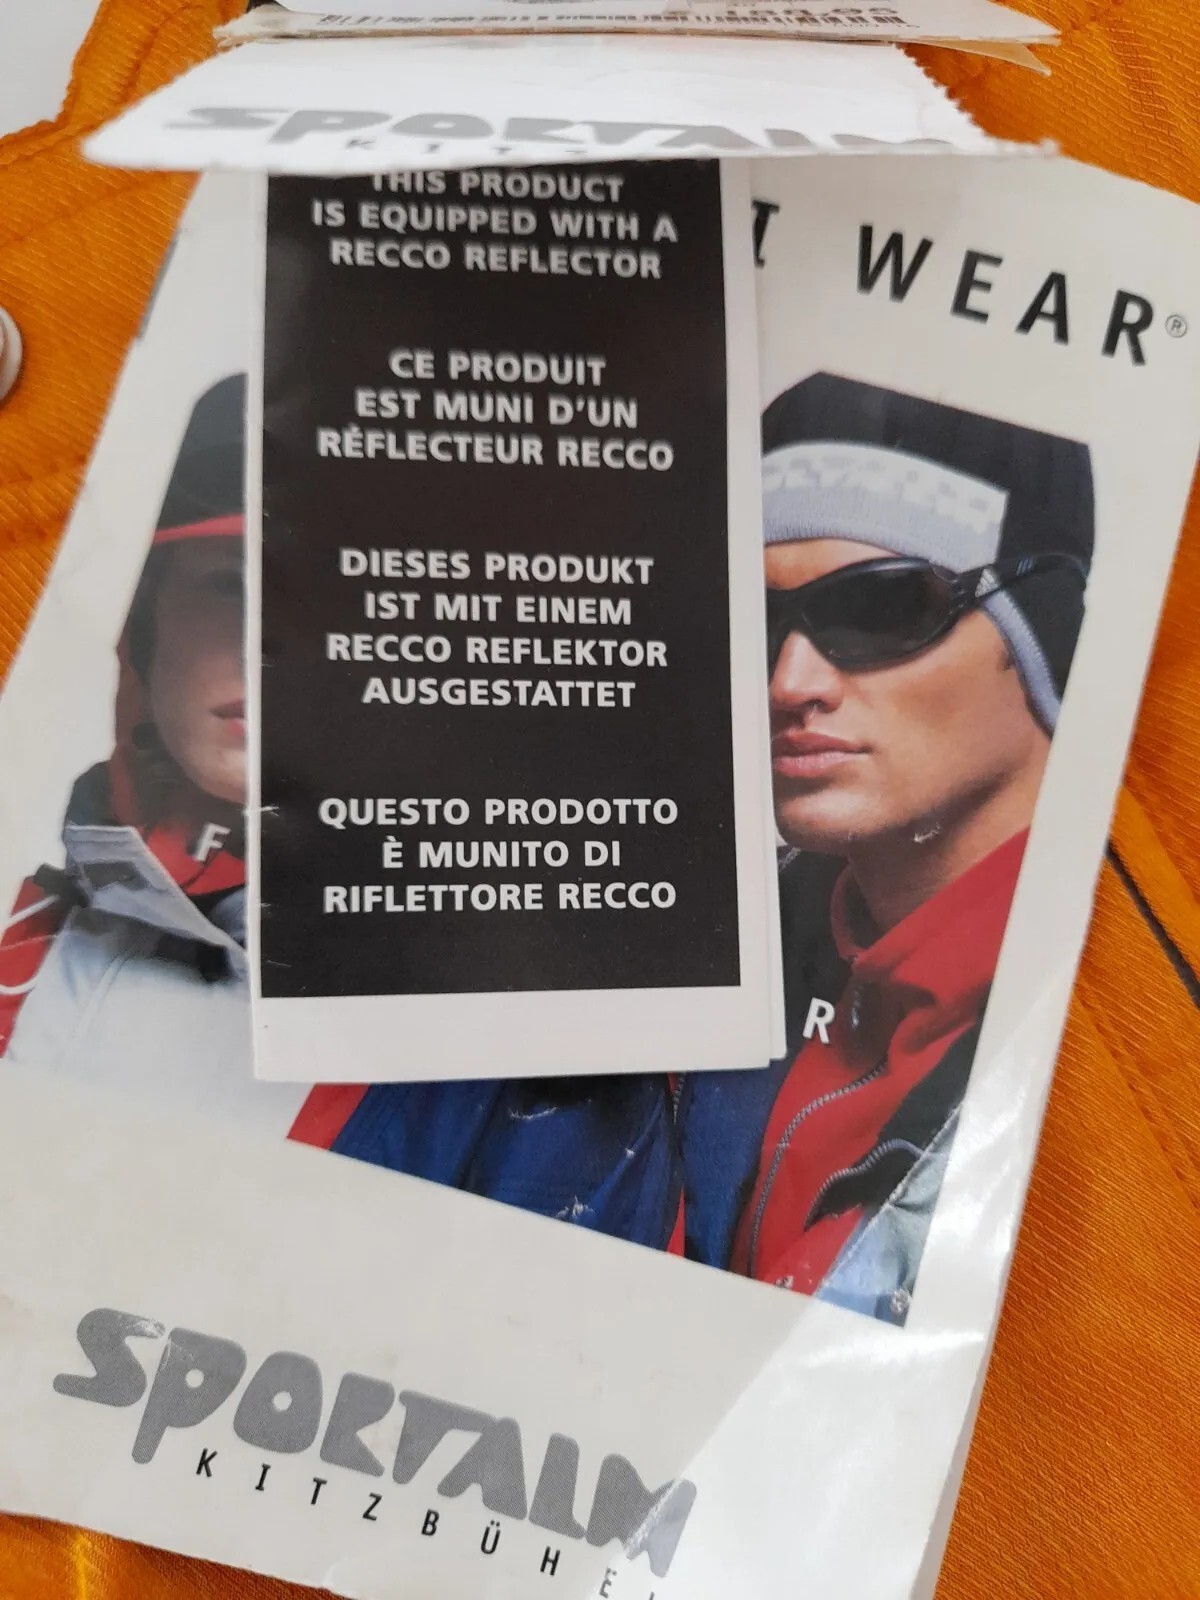 SPORTALM
THIS PRODUCT
IS EQUIPPED WITH A
RECCO REFLECTOR
CE PRODUIT
EST MUNI D'UN
RÉFLECTEUR RECCO
DIESES PRODUKT
IST MIT EINEM
RECCO REFLEKTOR
AUSGESTATTET
QUESTO PRODOTTO
È MUNITO DI
RIFLETTORE RECCO
WEAR®
F
R
SPORTALM
KITZBÜHE